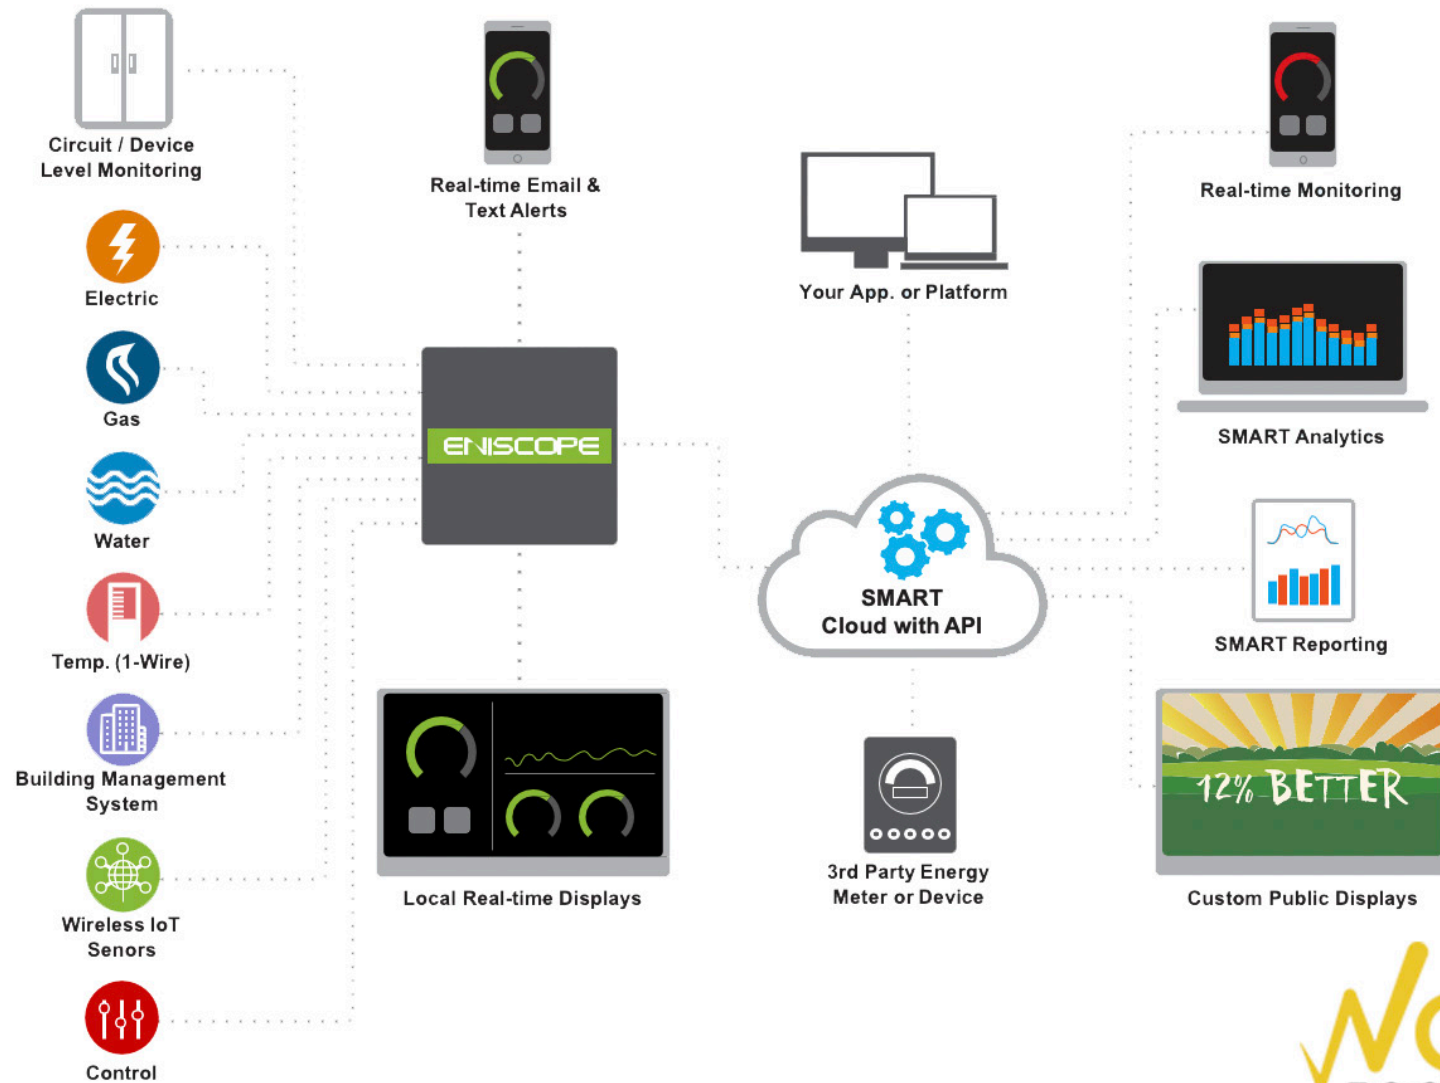 Circuit / Device
Level Monitoring
Electric
Gas
Water
Temp. (1-Wire)
Building Management
System
Wireless IoT
Senors
Control
Real-time Email &
Text Alerts
ENISCOPE
Local Real-time Displays
Your App. or Platform
SMART
Cloud with API
3rd Party Energy
Meter or Device
Real-time Monitoring
SMART Analytics
SMART Reporting
12% BETTER
Custom Public Displays